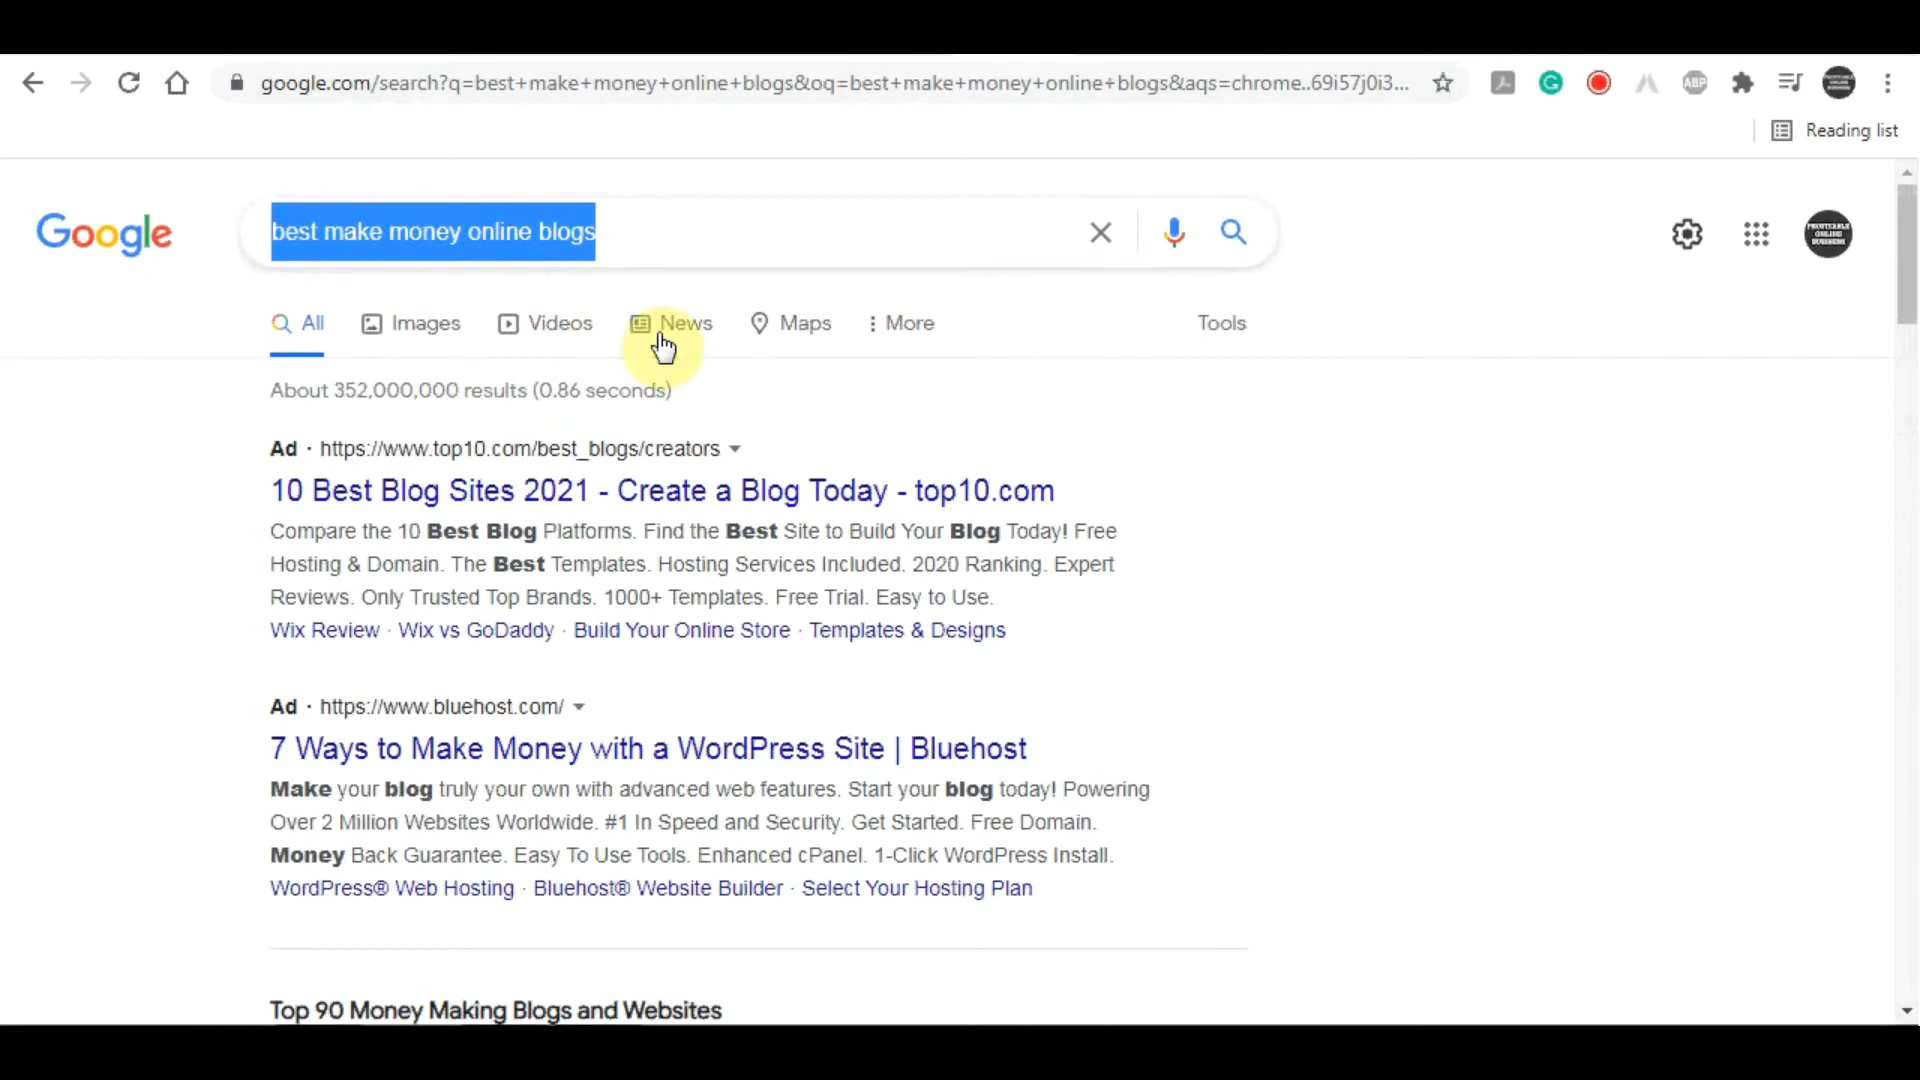 google.com/search?q=best+make+money+online+blogs&oq=best+make+money+online+blogs&aqs=chrome..69i57j0i3...
ABP
Reading list
Google
best make money online blogs
PROFITABLE
ONLINE
BUSINESS
All
Images
Videos
News
Maps
More
Tools
About 352,000,000 results (0.86 seconds)
Ad · https://www.top10.com/best_blogs/creators
10 Best Blog Sites 2021 - Create a Blog Today - top10.com
Compare the 10 Best Blog Platforms. Find the Best Site to Build Your Blog Today! Free
Hosting & Domain. The Best Templates. Hosting Services Included. 2020 Ranking. Expert
Reviews. Only Trusted Top Brands. 1000+ Templates. Free Trial. Easy to Use.
Wix Review · Wix vs GoDaddy · Build Your Online Store · Templates & Designs
Ad · https://www.bluehost.com/
7 Ways to Make Money with a WordPress Site | Bluehost
Make your blog truly your own with advanced web features. Start your blog today! Powering
Over 2 Million Websites Worldwide. #1 In Speed and Security. Get Started. Free Domain.
Money Back Guarantee. Easy To Use Tools. Enhanced cPanel. 1-Click WordPress Install.
WordPress® Web Hosting · Bluehost® Website Builder · Select Your Hosting Plan
Top 90 Money Making Blogs and Websites